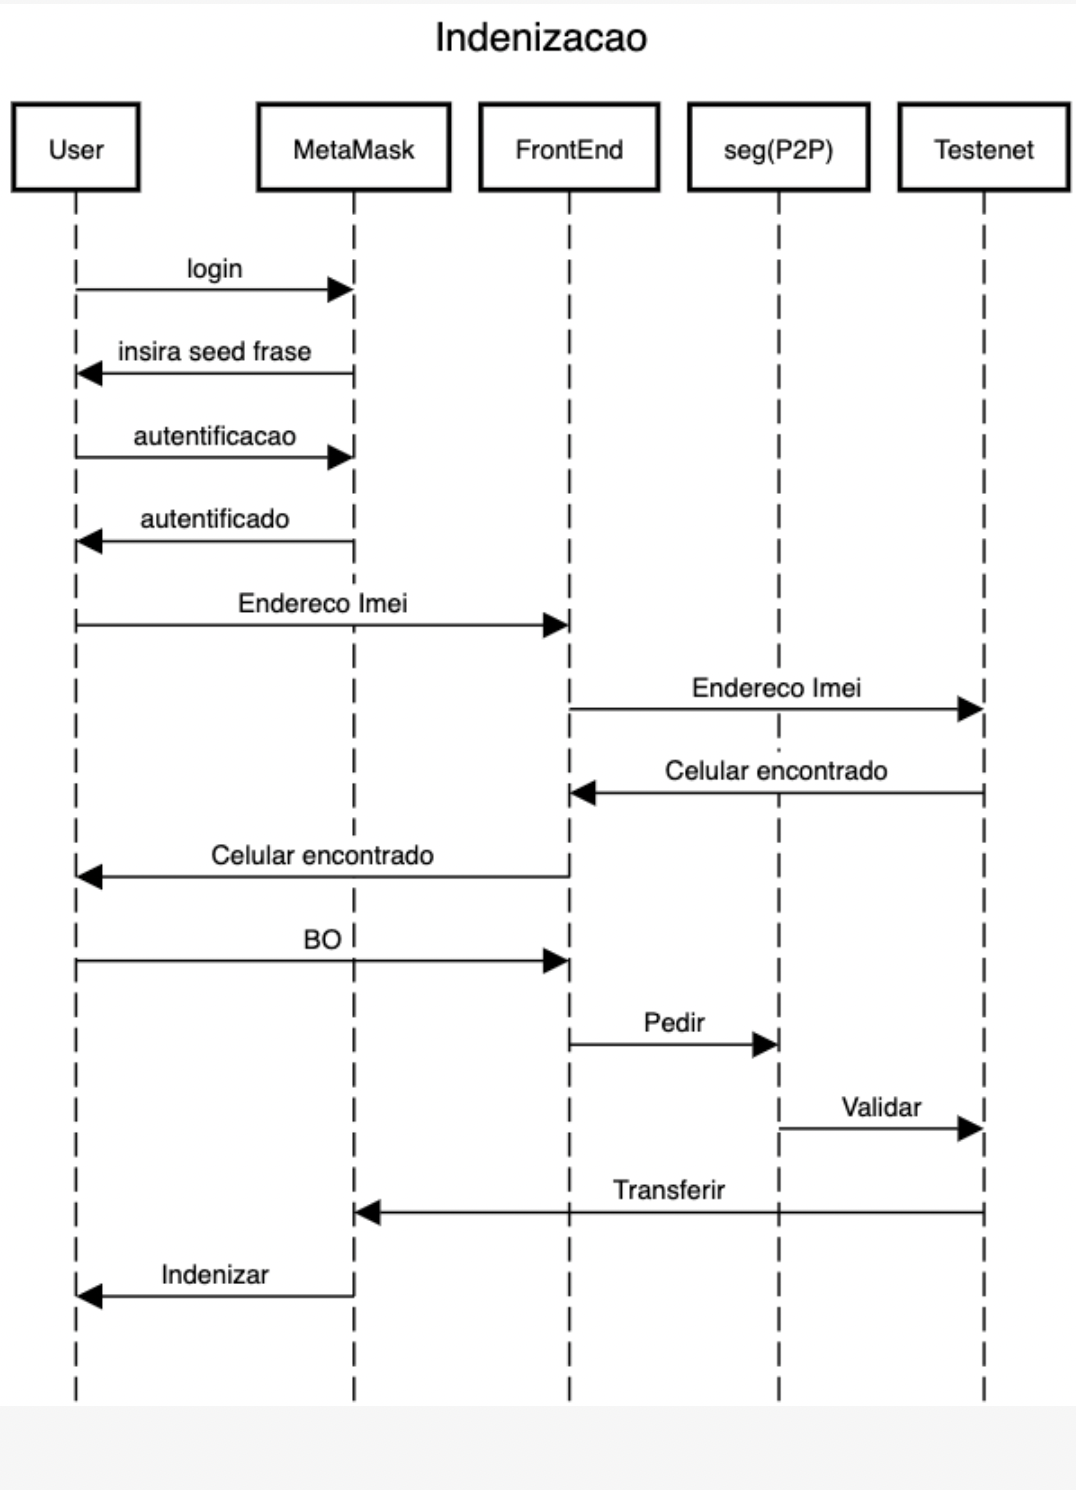 Indenizacao
User
MetaMask
FrontEnd
seg(P2P)
Testenet
login
insira seed frase
autentificacao
autentificado
Endereco Imei
Endereco Imei
Celular encontrado
Celular encontrado
BO
Pedir
Validar
Transferir
Indenizar